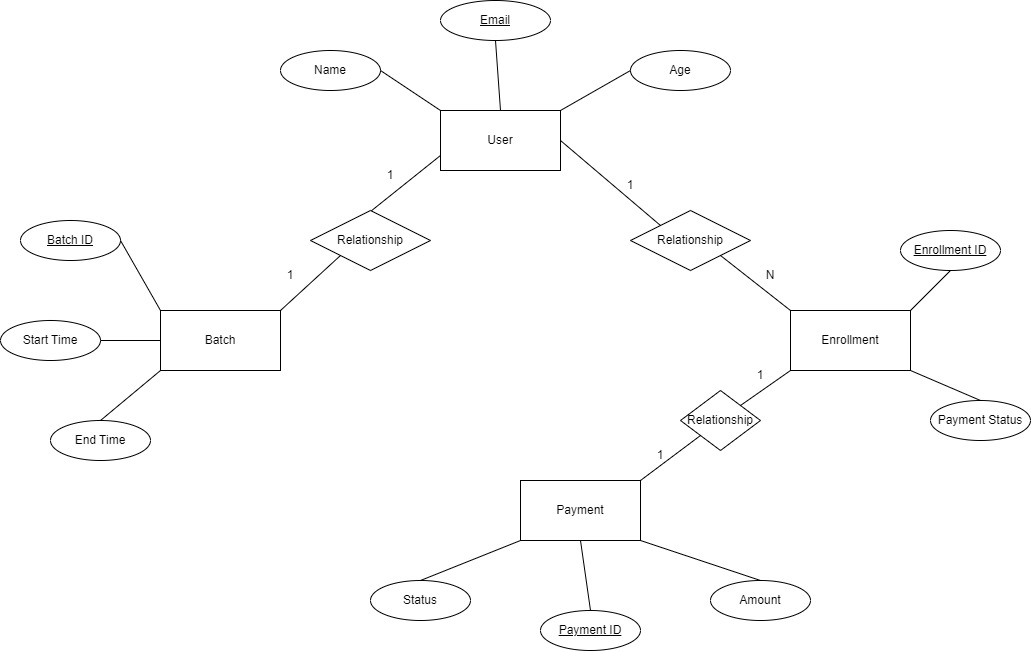 Email
Name
Age
User
1
1
Batch ID
Relationship
Relationship
Enrollment ID
1
N
Start Time
Batch
Enrollment
1
End Time
Relationship
Payment Status
1
Payment
Status
Amount
Payment ID